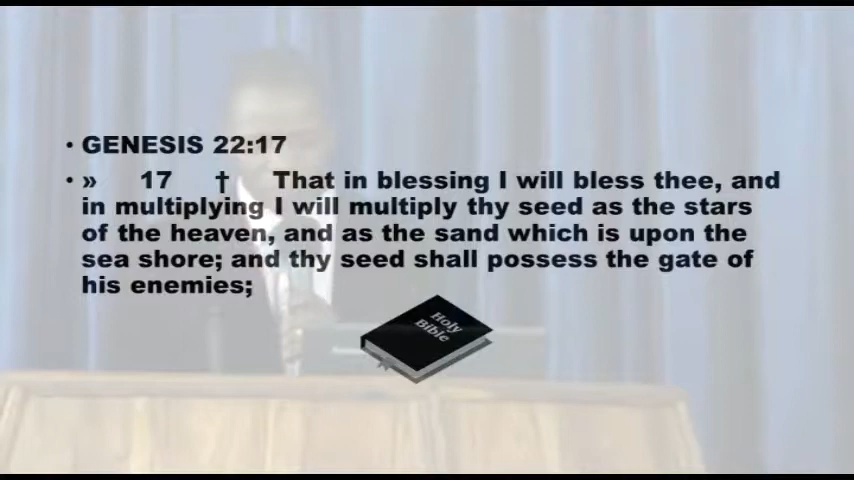 • GENESIS 22:17
• » 17 † That in blessing I will bless thee, and
in multiplying I will multiply thy seed as the stars
of the heaven, and as the sand which is upon the
sea shore; and thy seed shall possess the gate of
his enemies;
Holy
Bible